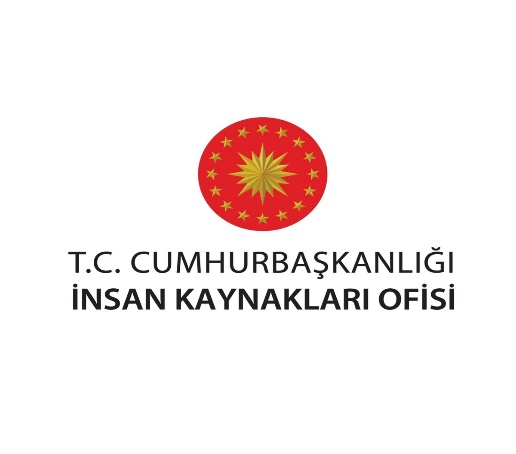 T.C. CUMHURBAŞKANLIĞI
İNSAN KAYNAKLARI OFİSİ